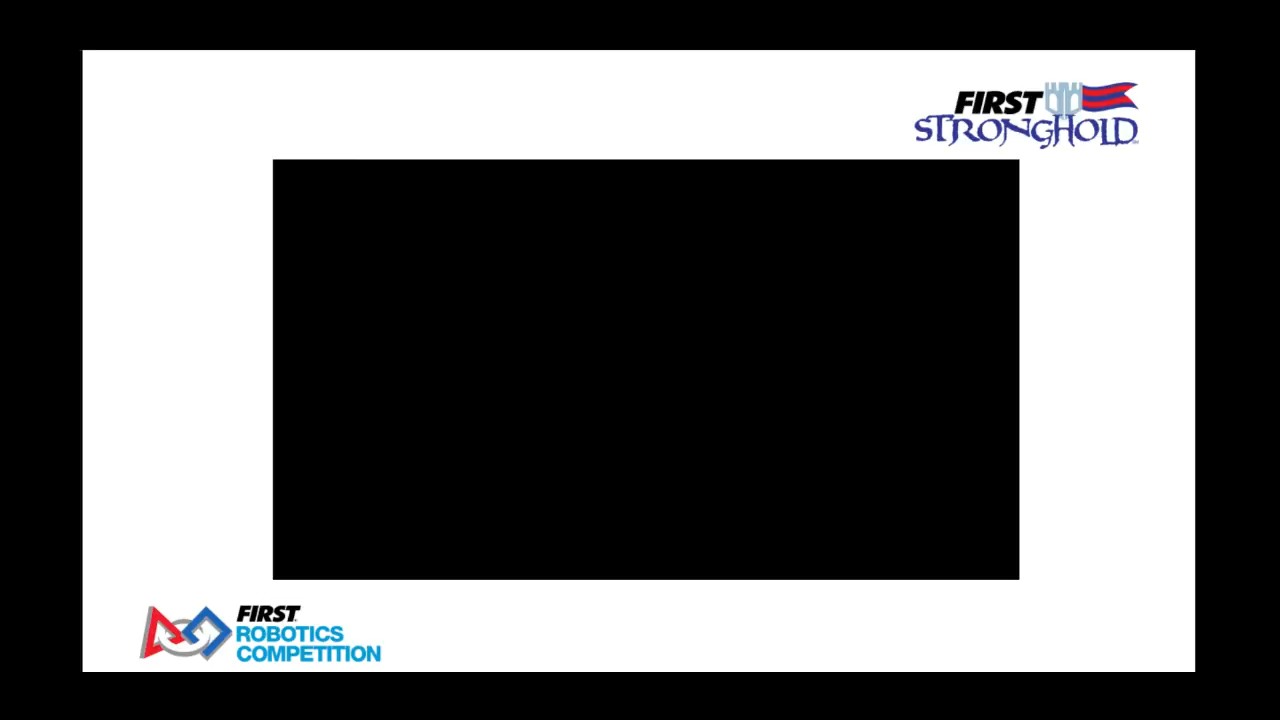 FIRST
STRONGHOLD
FIRST
ROBOTICS
COMPETITION